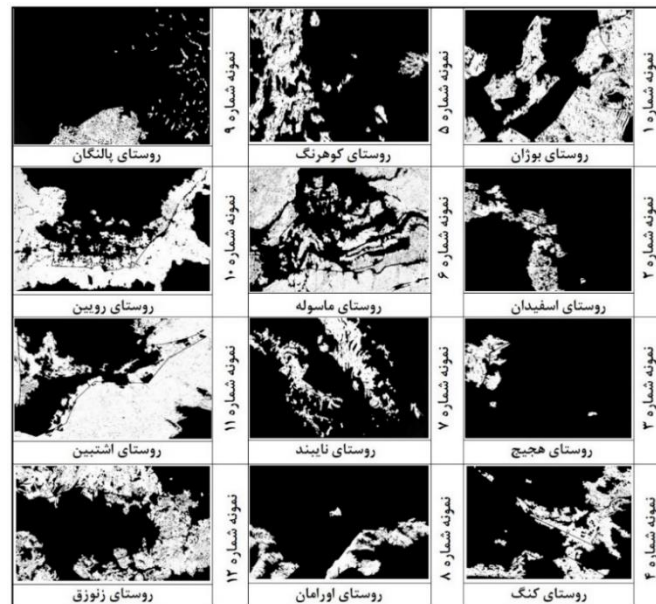 نمونه شماره ۱
روستای بوژان
نمونه شماره ۵
روستای کوهرنگ
نمونه شماره ۹
روستای پالنگان
نمونه شماره ۲
روستای اسفیدان
نمونه شماره ۶
روستای ماسوله
نمونه شماره ۱۰
روستای رویین
نمونه شماره ۳
روستای هجیج
نمونه شماره ۷
روستای نایبند
نمونه شماره ۱۱
روستای اشتبین
نمونه شماره ۴
روستای کنگ
نمونه شماره ۸
روستای اورامان
نمونه شماره ۱۲
روستای زنوزق